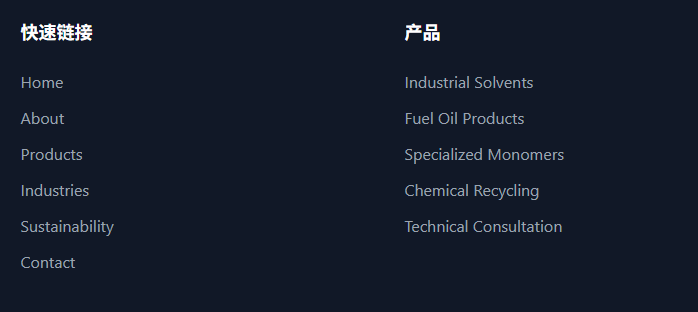 快速链接
Home
About
Products
Industries
Sustainability
Contact
产品
Industrial Solvents
Fuel Oil Products
Specialized Monomers
Chemical Recycling
Technical Consultation